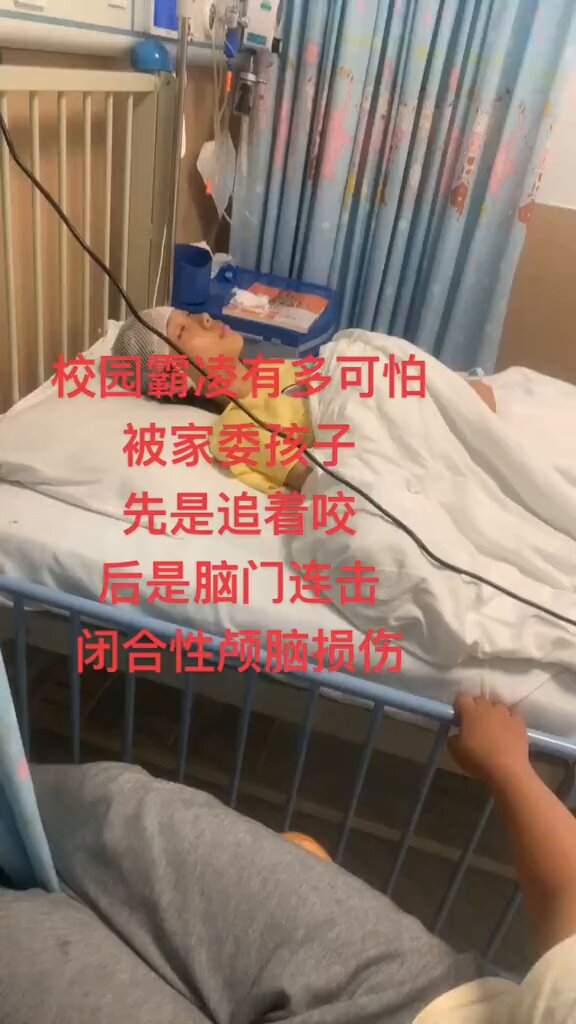 校园霸凌有多可怕
被家委孩子
先是追着咬
后是脑门连击
闭合性颅脑损伤